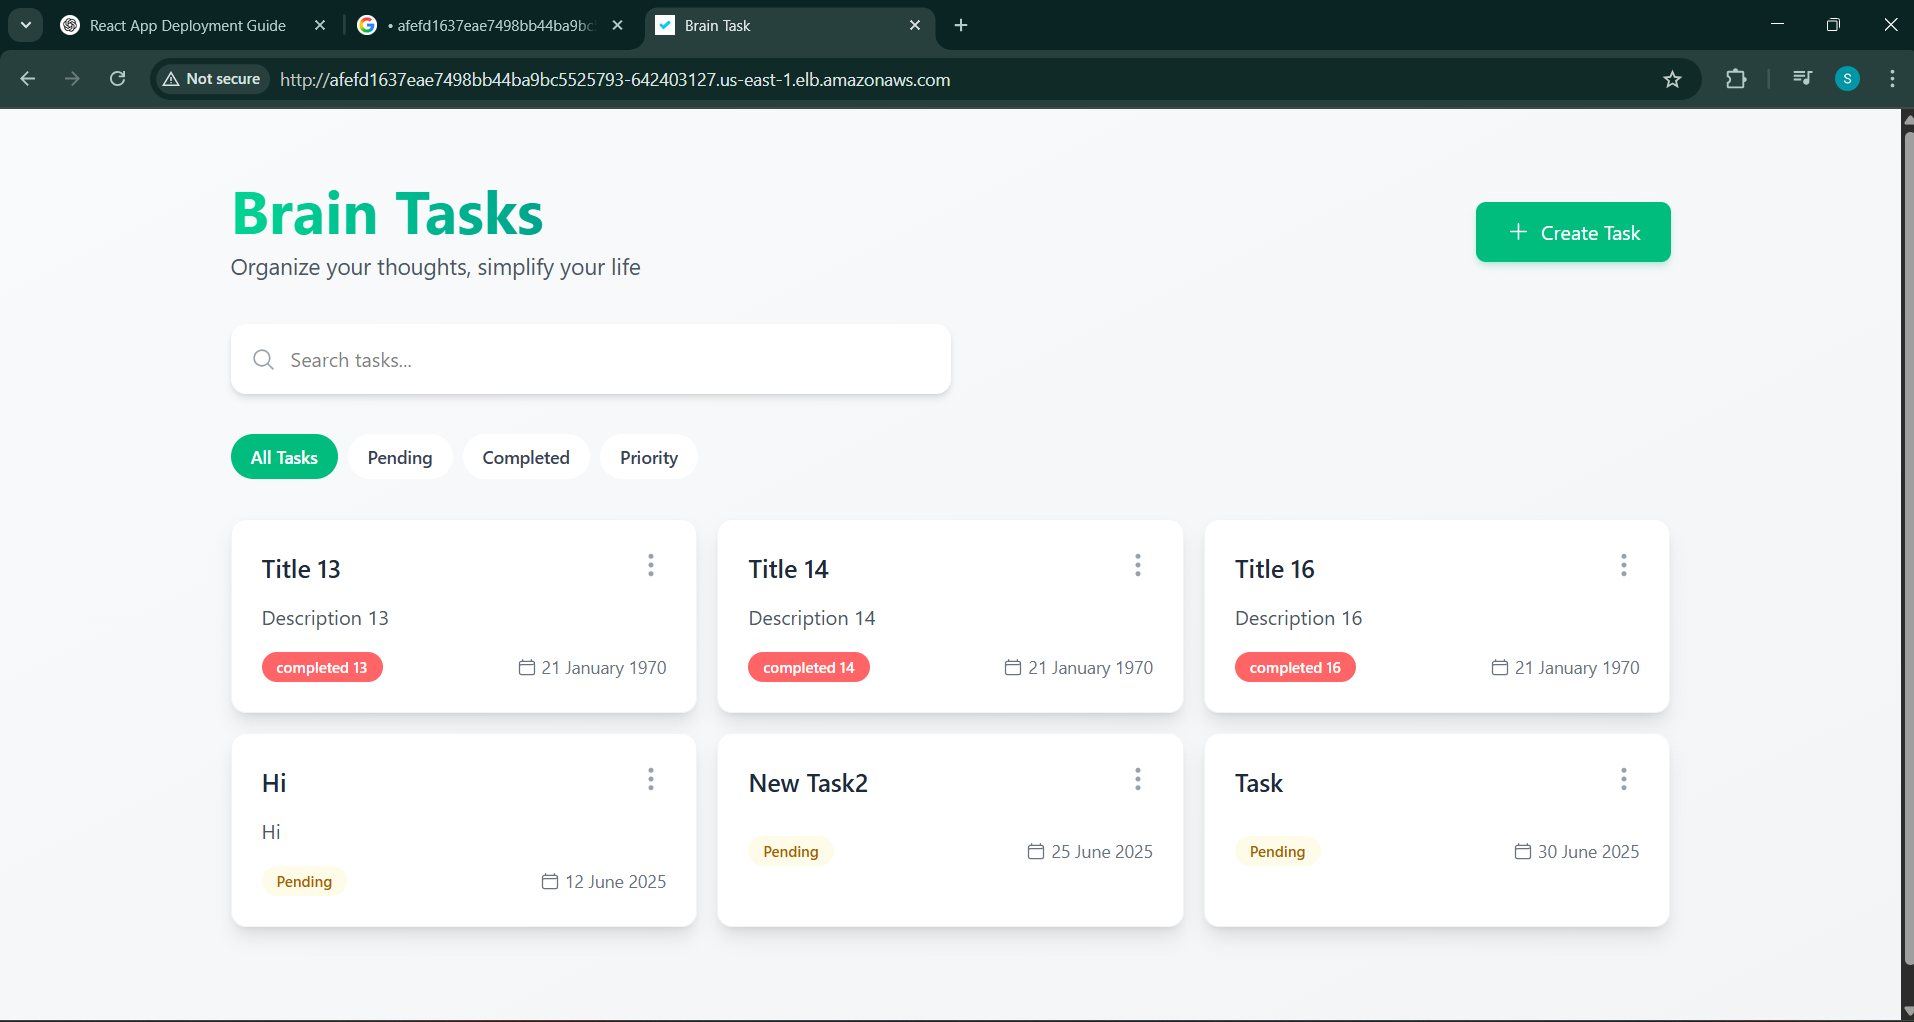 React App Deployment Guide
• afefd1637eae7498bb44ba9bc
Brain Task
Not secure
http://afefd1637eae7498bb44ba9bc5525793-642403127.us-east-1.elb.amazonaws.com
S
Brain Tasks
Organize your thoughts, simplify your life
+ Create Task
Search tasks...
All Tasks
Pending
Completed
Priority
Title 13
Description 13
completed 13
21 January 1970
Title 14
Description 14
completed 14
21 January 1970
Title 16
Description 16
completed 16
21 January 1970
Hi
Hi
Pending
12 June 2025
New Task2
Pending
25 June 2025
Task
Pending
30 June 2025